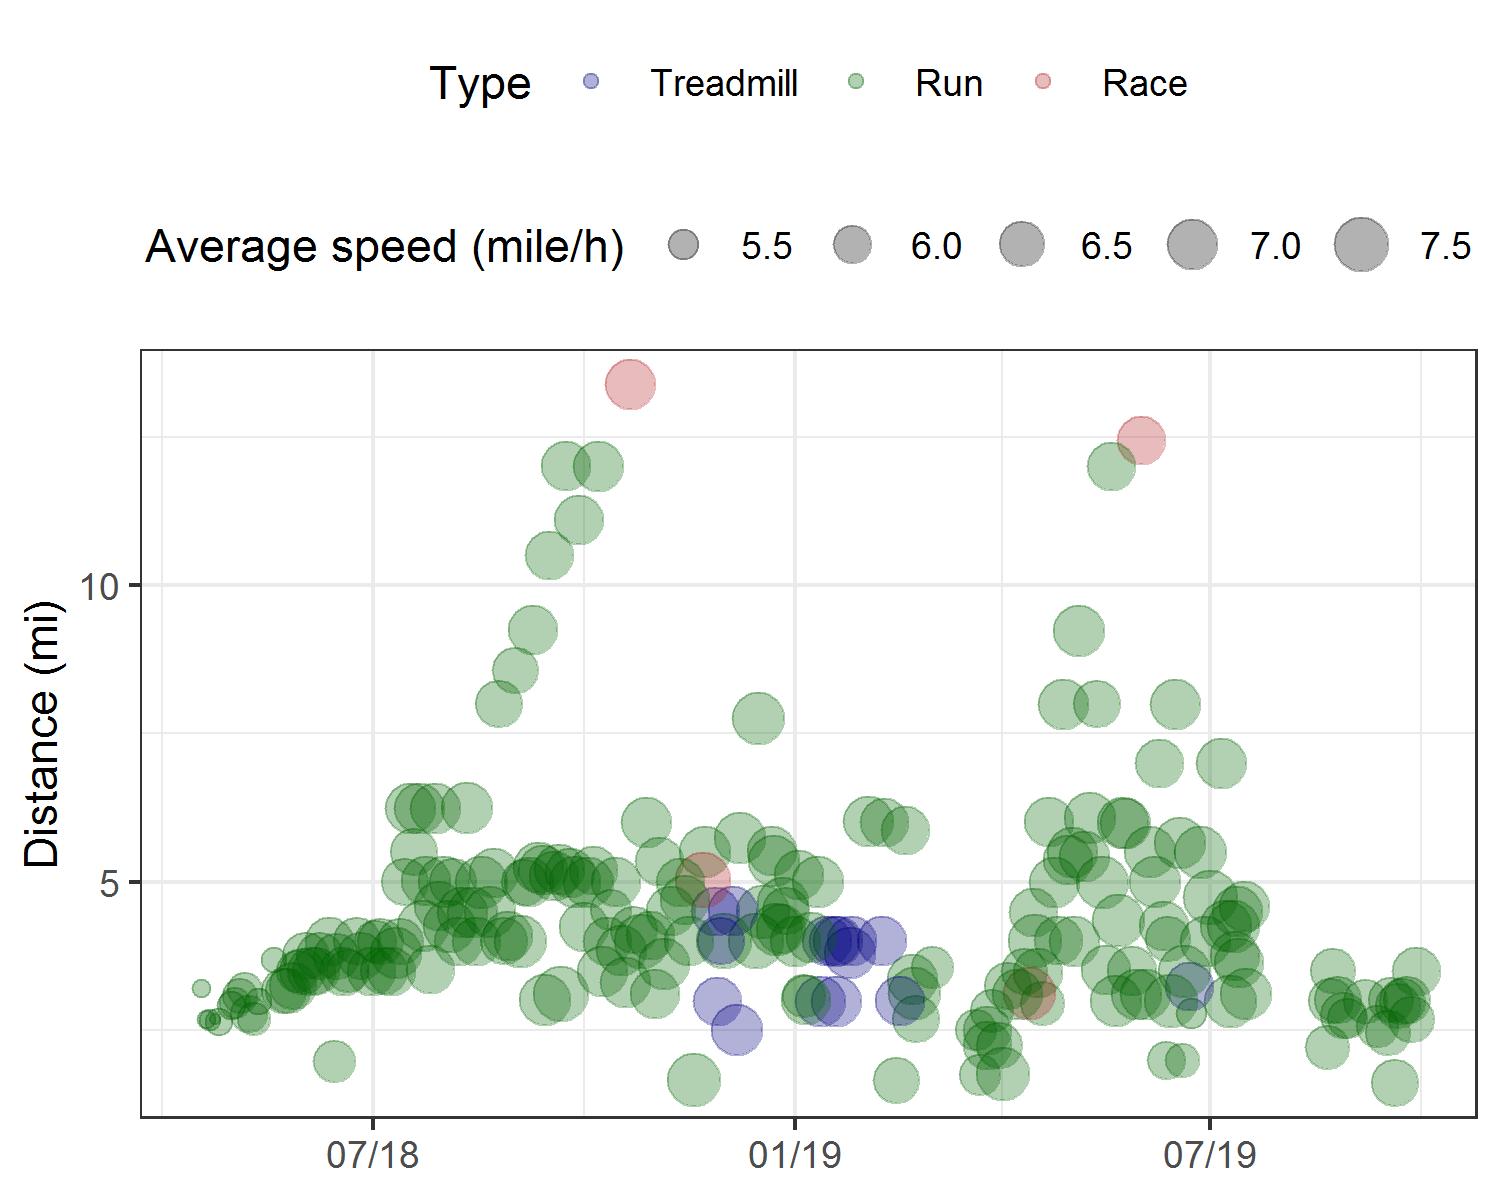 Type Treadmill Run Race
Average speed (mile/h) 5.5 6.0 6.5 7.0 7.5
Distance (mi)
10
5
07/18 01/19 07/19